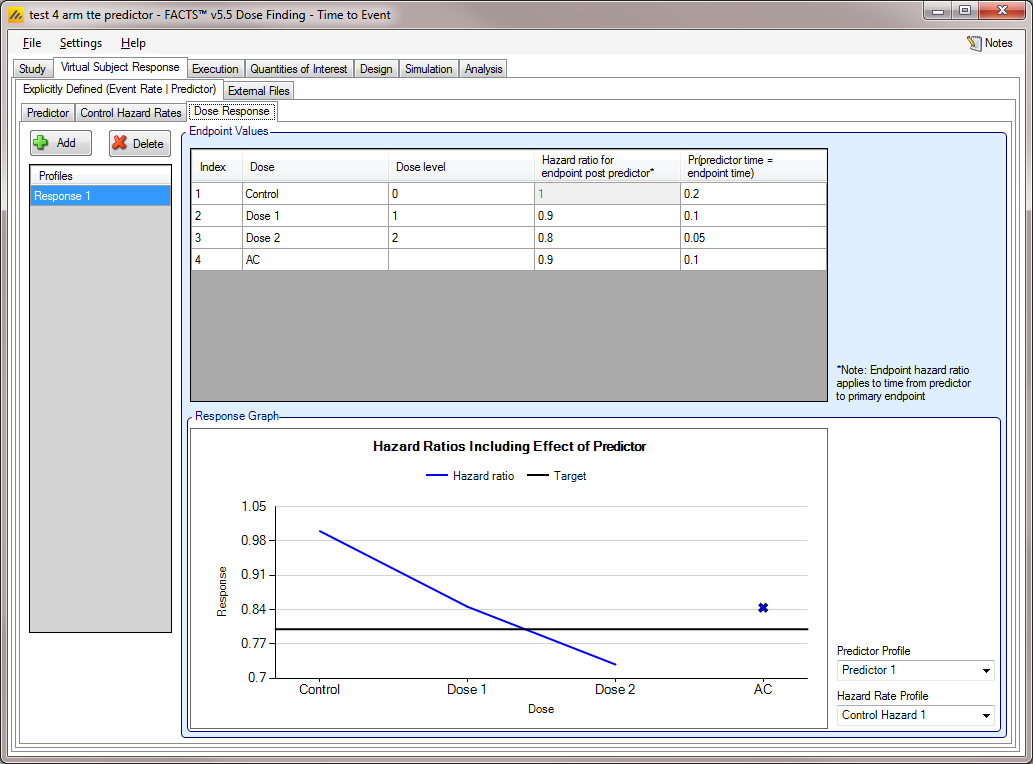 test 4 arm tte predictor - FACTS™ v5.5 Dose Finding - Time to Event
File Settings Help Notes
Study Virtual Subject Response Execution Quantities of Interest Design Simulation Analysis
Explicitly Defined (Event Rate | Predictor) External Files
Predictor Control Hazard Rates Dose Response
Add Delete
Profiles
Response 1
Endpoint Values
Index Dose Dose level Hazard ratio for endpoint post predictor* Pr(predictor time = endpoint time)
1 Control 0 1 0.2
2 Dose 1 1 0.9 0.1
3 Dose 2 2 0.8 0.05
4 AC 0.9 0.1
*Note: Endpoint hazard ratio
applies to time from predictor
to primary endpoint
Response Graph
Hazard Ratios Including Effect of Predictor
Hazard ratio Target
1.05
0.98
0.91
0.84
0.77
0.7
Response
Control Dose 1 Dose 2 AC
Dose
Predictor Profile
Predictor 1
Hazard Rate Profile
Control Hazard 1